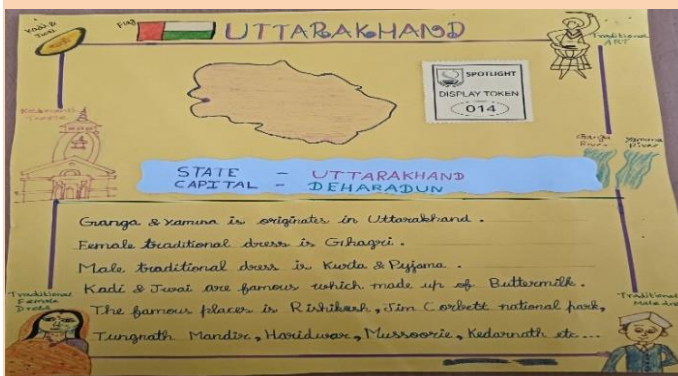 Kadi & Jwai
Flag
UTTARAKHAND
Traditional ART
SPOTLIGHT
DISPLAY TOKEN
014
Kedarnath Temple
Ganga River
Yamuna River
STATE - UTTARAKHAND
CAPITAL - DEHARADUN
Ganga & Yamuna is originates in Uttarakhand.
Female traditional dress is Ghagri.
Male traditional dress is Kurta & Pyjama.
Kadi & Jwai are famous which made up of Buttermilk.
The famous places is Rishikesh, Jim Corbett national park,
Tungnath Mandir, Haridwar, Mussoorie, Kedarnath etc...
Traditional Female Dress
Traditional Male dress